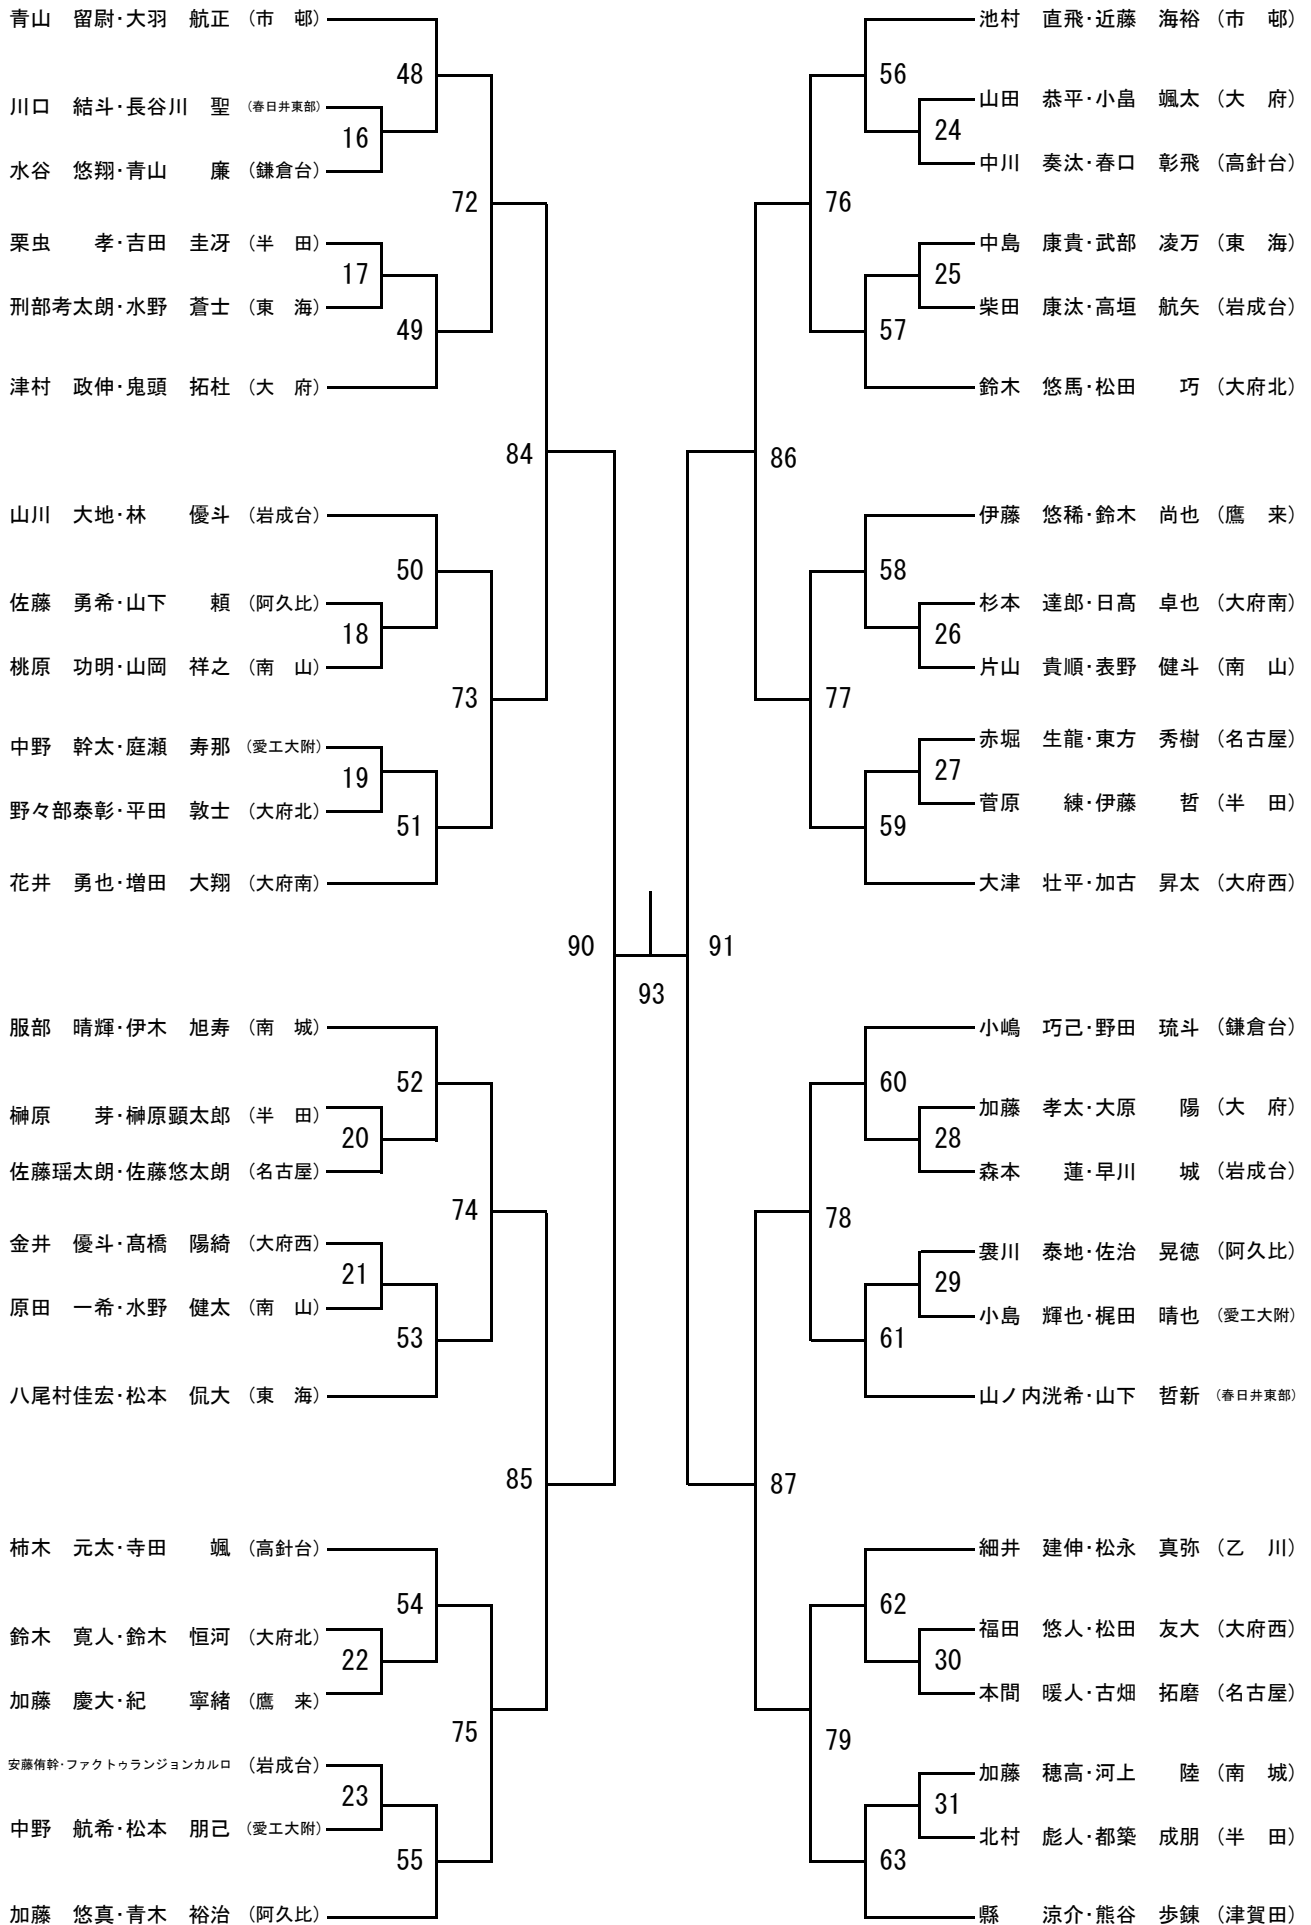 青山 留尉・大羽 航正 (市 邨)
48
川口 結斗・長谷川 聖 (春日井東部)
16
水谷 悠翔・青山 廉 (鎌倉台)
72
栗虫 孝・吉田 圭冴 (半 田)
17
刑部考太朗・水野 蒼士 (東 海)
49
津村 政伸・鬼頭 拓杜 (大 府)
84
山川 大地・林 優斗 (岩成台)
50
佐藤 勇希・山下 頼 (阿久比)
18
桃原 功明・山岡 祥之 (南 山)
73
中野 幹太・庭瀬 寿那 (愛工大附)
19
野々部泰彰・平田 敦士 (大府北)
51
花井 勇也・増田 大翔 (大府南)
90
服部 晴輝・伊木 旭寿 (南 城)
52
榊原 芽・榊原顕太郎 (半 田)
20
佐藤瑶太朗・佐藤悠太朗 (名古屋)
74
金井 優斗・髙橋 陽綺 (大府西)
21
原田 一希・水野 健太 (南 山)
53
八尾村佳宏・松本 侃大 (東 海)
85
柿木 元太・寺田 颯 (高針台)
54
鈴木 寛人・鈴木 恒河 (大府北)
22
加藤 慶大・紀 寧緒 (鷹 来)
75
安藤侑幹・ファクトゥランジョンカルロ (岩成台)
23
中野 航希・松本 朋己 (愛工大附)
55
加藤 悠真・青木 裕治 (阿久比)
93
池村 直飛・近藤 海裕 (市 邨)
56
山田 恭平・小畠 颯太 (大 府)
24
中川 奏汰・春口 彰飛 (高針台)
76
中島 康貴・武部 凌万 (東 海)
25
柴田 康汰・高垣 航矢 (岩成台)
57
鈴木 悠馬・松田 巧 (大府北)
86
伊藤 悠稀・鈴木 尚也 (鷹 来)
58
杉本 達郎・日髙 卓也 (大府南)
26
片山 貴順・表野 健斗 (南 山)
77
赤堀 生龍・東方 秀樹 (名古屋)
27
菅原 練・伊藤 哲 (半 田)
59
大津 壮平・加古 昇太 (大府西)
91
小嶋 巧己・野田 琉斗 (鎌倉台)
60
加藤 孝太・大原 陽 (大 府)
28
森本 蓮・早川 城 (岩成台)
78
袰川 泰地・佐治 晃徳 (阿久比)
29
小島 輝也・梶田 晴也 (愛工大附)
61
山ノ内洸希・山下 哲新 (春日井東部)
87
細井 建伸・松永 真弥 (乙 川)
62
福田 悠人・松田 友大 (大府西)
30
本間 暖人・古畑 拓磨 (名古屋)
79
加藤 穂高・河上 陸 (南 城)
31
北村 彪人・都築 成朋 (半 田)
63
縣 涼介・熊谷 歩錬 (津賀田)